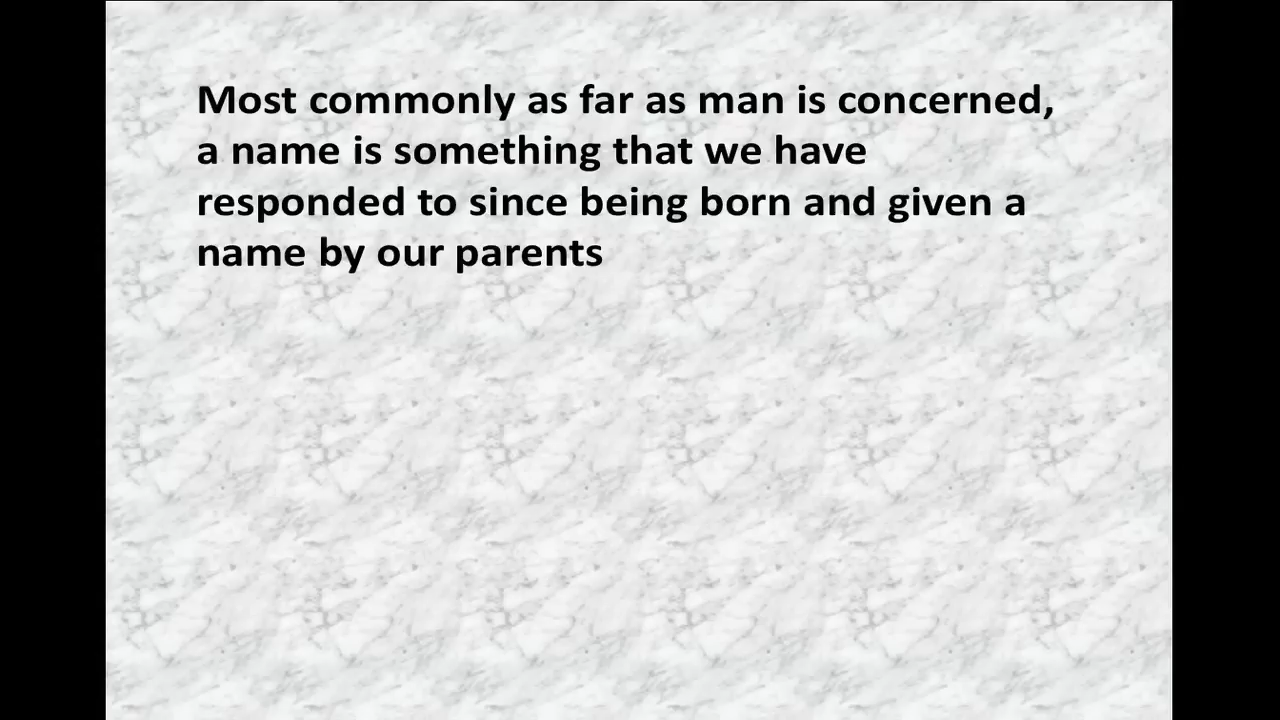 Most commonly as far as man is concerned,
a name is something that we have
responded to since being born and given a
name by our parents